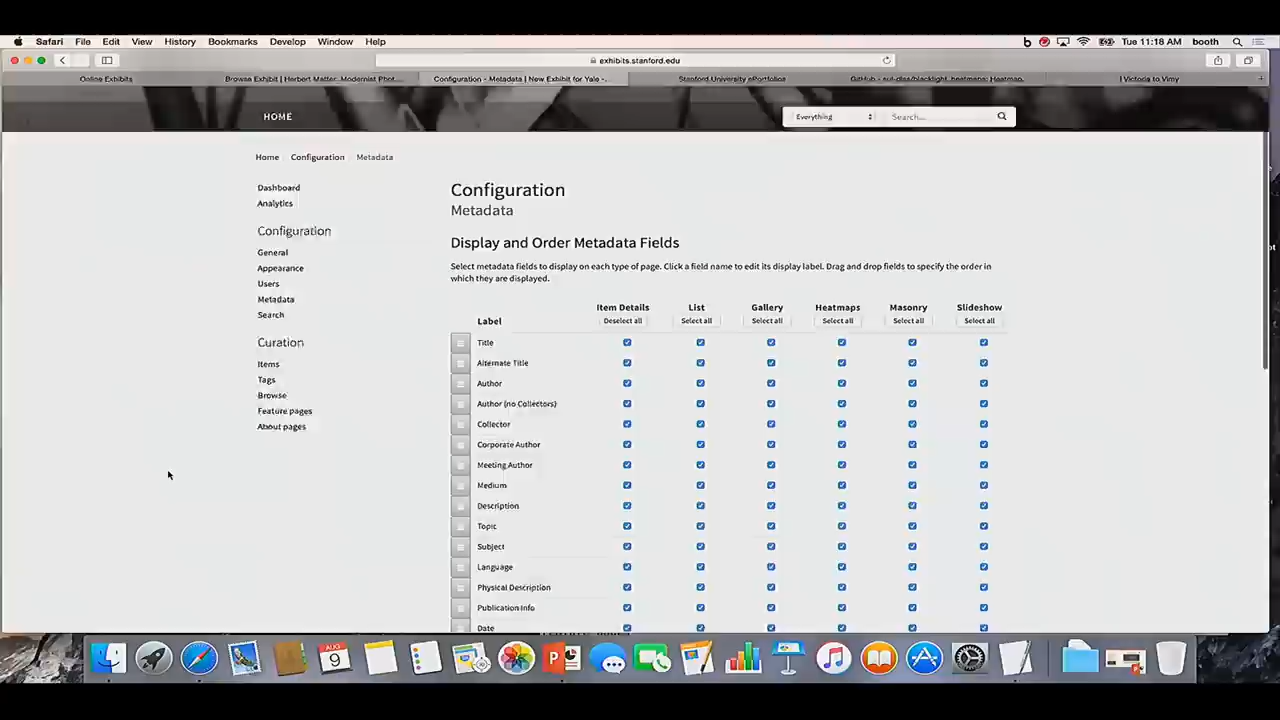 Safari File Edit View History Bookmarks Develop Window Help Tue 11:18 AM booth
exhibits.stanford.edu
Online Exhibits Browse Exhibit | Herbert Matter: Modernist Phot... Configuration - Metadata | New Exhibit for Yale -... Stanford University ePortfolios GitHub - sul-dlss/blacklight_heatmaps: Heatmap... | Victoria to Vimy
HOME Everything Search...
Home Configuration Metadata
Dashboard
Analytics
Configuration
General
Appearance
Users
Metadata
Search
Curation
Items
Tags
Browse
Feature pages
About pages
Configuration
Metadata
Display and Order Metadata Fields
Select metadata fields to display on each type of page. Click a field name to edit its display label. Drag and drop fields to specify the order in
which they are displayed.
Item Details List Gallery Heatmaps Masonry Slideshow
Label Deselect all Select all Select all Select all Select all Select all
Title
Alternate Title
Author
Author (no Collectors)
Collector
Corporate Author
Meeting Author
Medium
Description
Topic
Subject
Language
Physical Description
Publication Info
Date
AUG
9